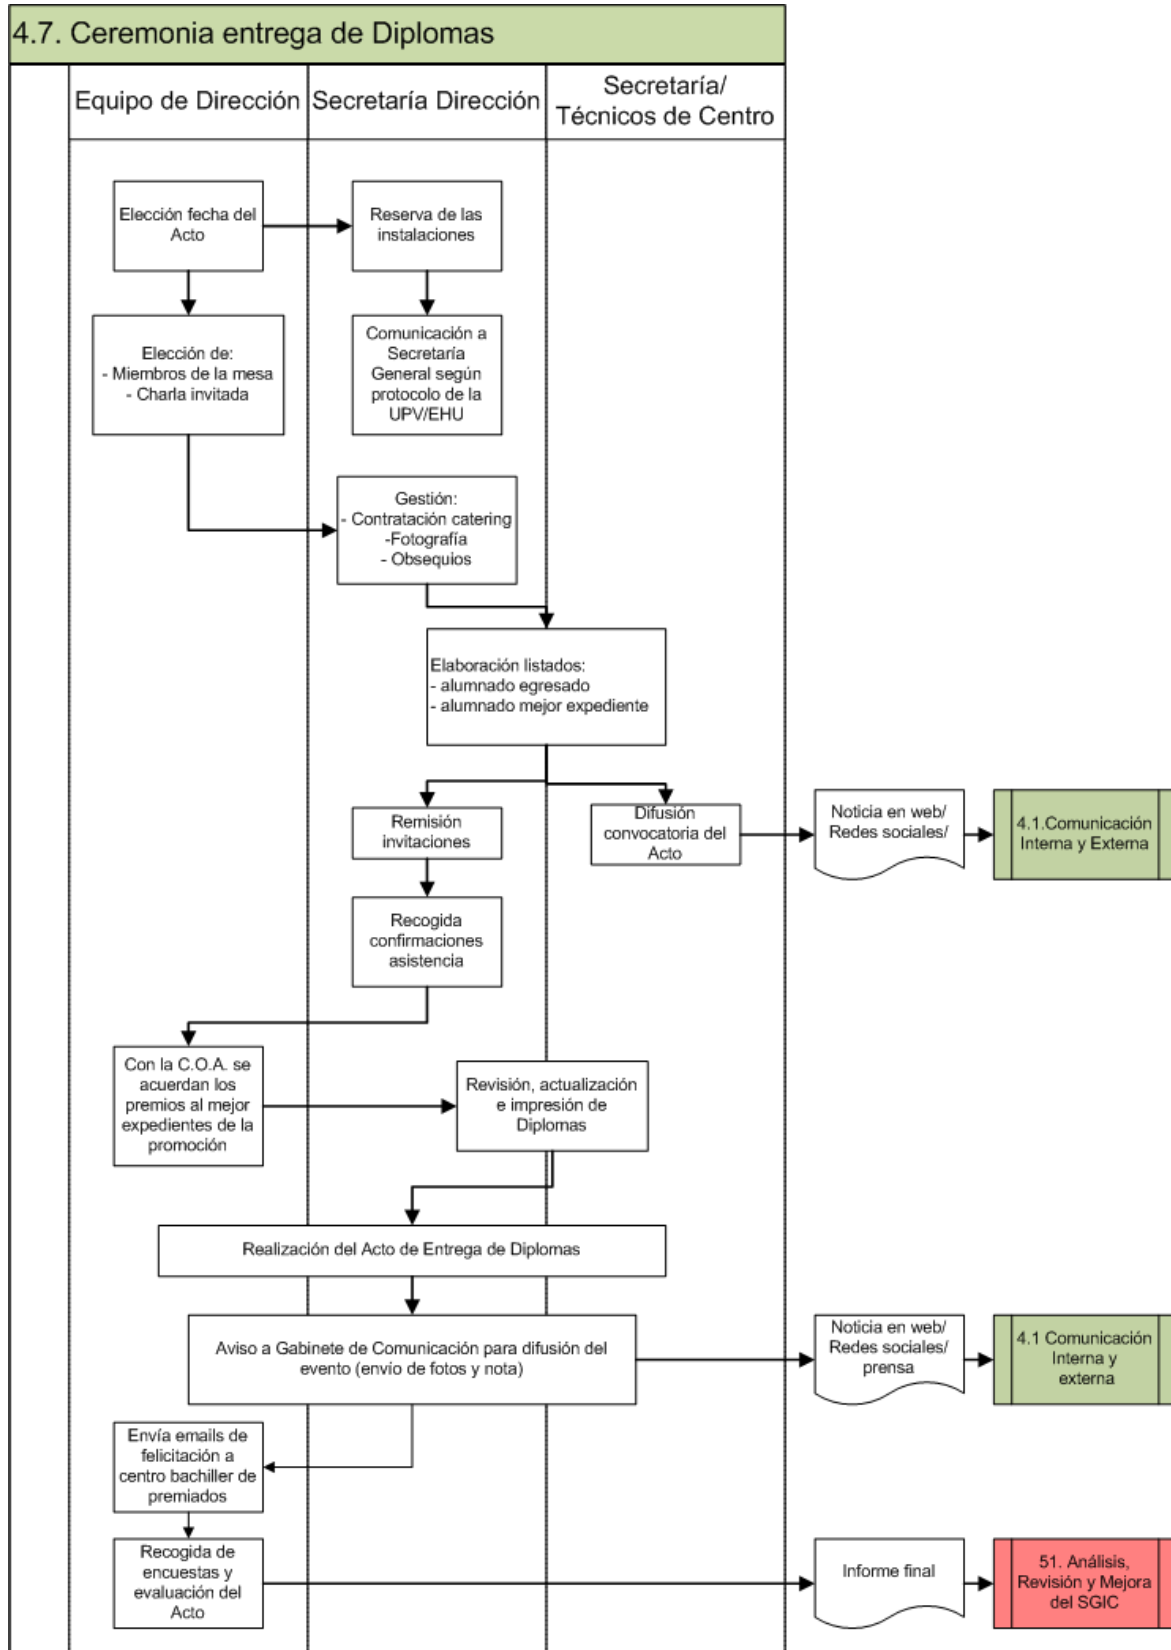 4.7. Ceremonia entrega de Diplomas
Equipo de Dirección
Secretaría Dirección
Secretaría/
Técnicos de Centro
Elección fecha del
Acto
Reserva de las
instalaciones
Elección de:
- Miembros de la mesa
- Charla invitada
Comunicación a
Secretaría
General según
protocolo de la
UPV/EHU
Gestión:
- Contratación catering
-Fotografía
- Obsequios
Elaboración listados:
- alumnado egresado
- alumnado mejor expediente
Remisión
invitaciones
Difusión
convocatoria del
Acto
Noticia en web/
Redes sociales/
4.1.Comunicación
Interna y Externa
Recogida
confirmaciones
asistencia
Con la C.O.A. se
acuerdan los
premios al mejor
expedientes de la
promoción
Revisión, actualización
e impresión de
Diplomas
Realización del Acto de Entrega de Diplomas
Aviso a Gabinete de Comunicación para difusión del
evento (envío de fotos y nota)
Noticia en web/
Redes sociales/
prensa
4.1 Comunicación
Interna y
externa
Envía emails de
felicitación a
centro bachiller de
premiados
Recogida de
encuestas y
evaluación del
Acto
Informe final
51. Análisis,
Revisión y Mejora
del SGIC